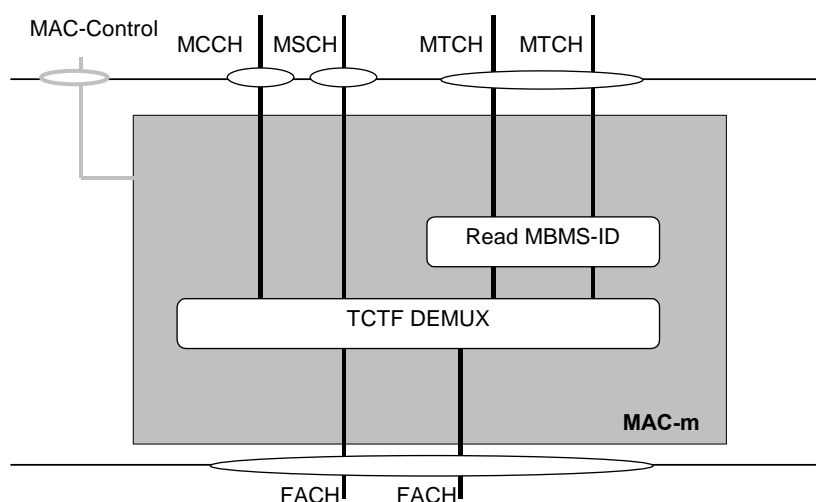 MAC-Control
MCCH MSCH MTCH MTCH
Read MBMS-ID
TCTF DEMUX
MAC-m
FACH FACH